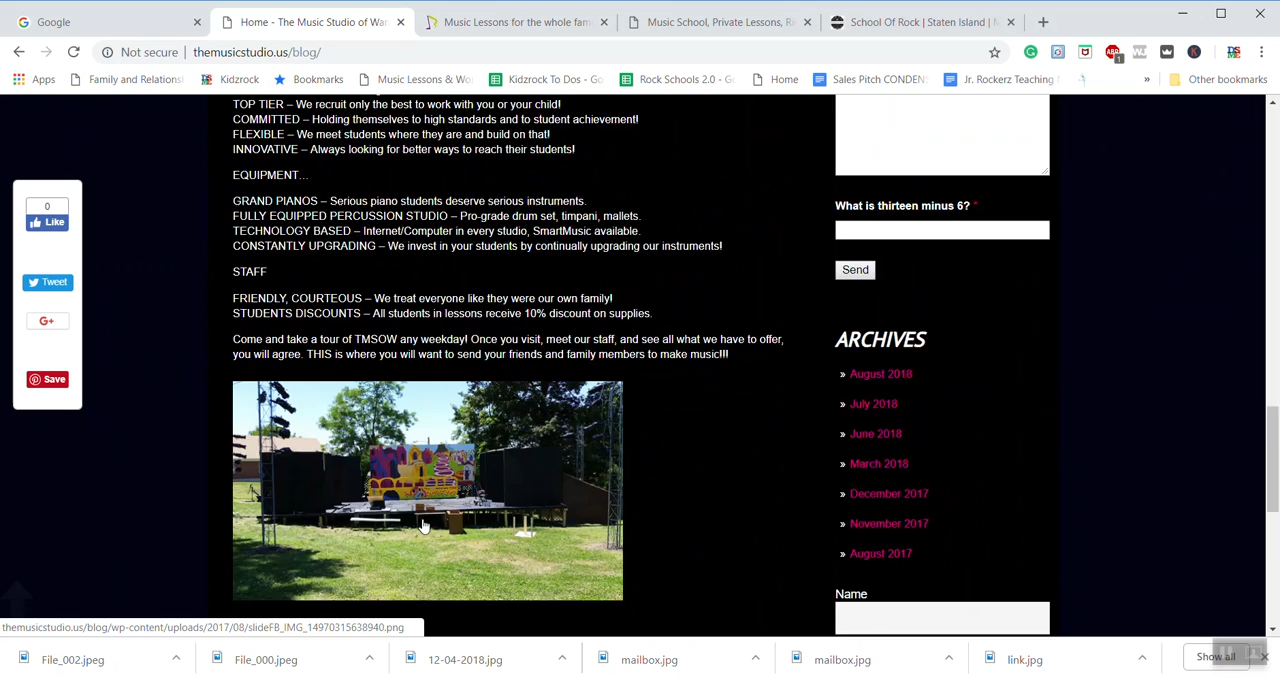 Google
Home - The Music Studio of War
Music Lessons for the whole fam
Music School, Private Lessons, R
School Of Rock | Staten Island | N
Not secure | themusicstudio.us/blog/
Apps
Family and Relations
Kidzrock
Bookmarks
Music Lessons & Wo
Kidzrock To Dos - Go
Rock Schools 2.0 - G
Home
Sales Pitch CONDENS
Jr. Rockerz Teaching
»
Other bookmarks
TOP TIER – We recruit only the best to work with you or your child!
COMMITTED – Holding themselves to high standards and to student achievement!
FLEXIBLE – We meet students where they are and build on that!
INNOVATIVE – Always looking for better ways to reach their students!
EQUIPMENT…
GRAND PIANOS – Serious piano students deserve serious instruments.
FULLY EQUIPPED PERCUSSION STUDIO – Pro-grade drum set, timpani, mallets.
TECHNOLOGY BASED – Internet/Computer in every studio, SmartMusic available.
CONSTANTLY UPGRADING – We invest in your students by continually upgrading our instruments!
STAFF
FRIENDLY, COURTEOUS – We treat everyone like they were our own family!
STUDENTS DISCOUNTS – All students in lessons receive 10% discount on supplies.
Come and take a tour of TMSOW any weekday! Once you visit, meet our staff, and see all what we have to offer,
you will agree. THIS is where you will want to send your friends and family members to make music!!!
0
Like
Tweet
G+
Save
What is thirteen minus 6? *
Send
ARCHIVES
» August 2018
» July 2018
» June 2018
» March 2018
» December 2017
» November 2017
» August 2017
Name
themusicstudio.us/blog/wp-content/uploads/2017/08/slideFB_IMG_14970315638940.png
File_002.jpeg
File_000.jpeg
12-04-2018.jpg
mailbox.jpg
mailbox.jpg
link.jpg
Show all